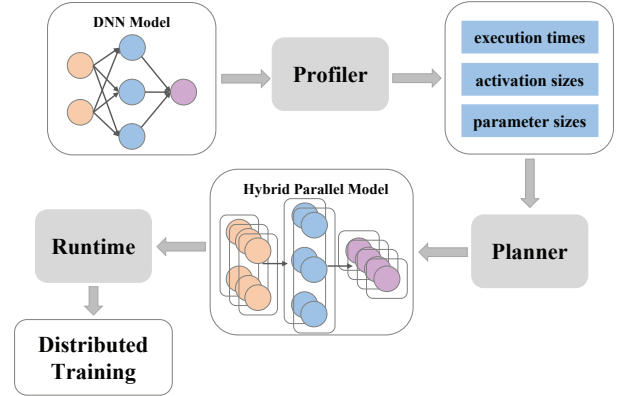 DNN Model
Profiler
execution times
activation sizes
parameter sizes
Planner
Hybrid Parallel Model
Runtime
Distributed
Training